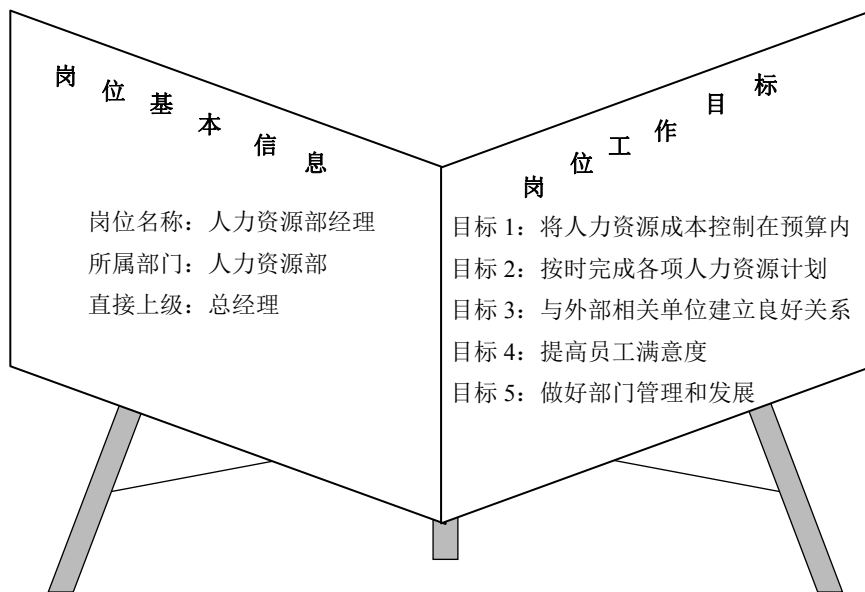 岗位基本信息
岗位名称：人力资源部经理
所属部门：人力资源部
直接上级：总经理
岗位工作目标
目标 1：将人力资源成本控制在预算内
目标 2：按时完成各项人力资源计划
目标 3：与外部相关单位建立良好关系
目标 4：提高员工满意度
目标 5：做好部门管理和发展